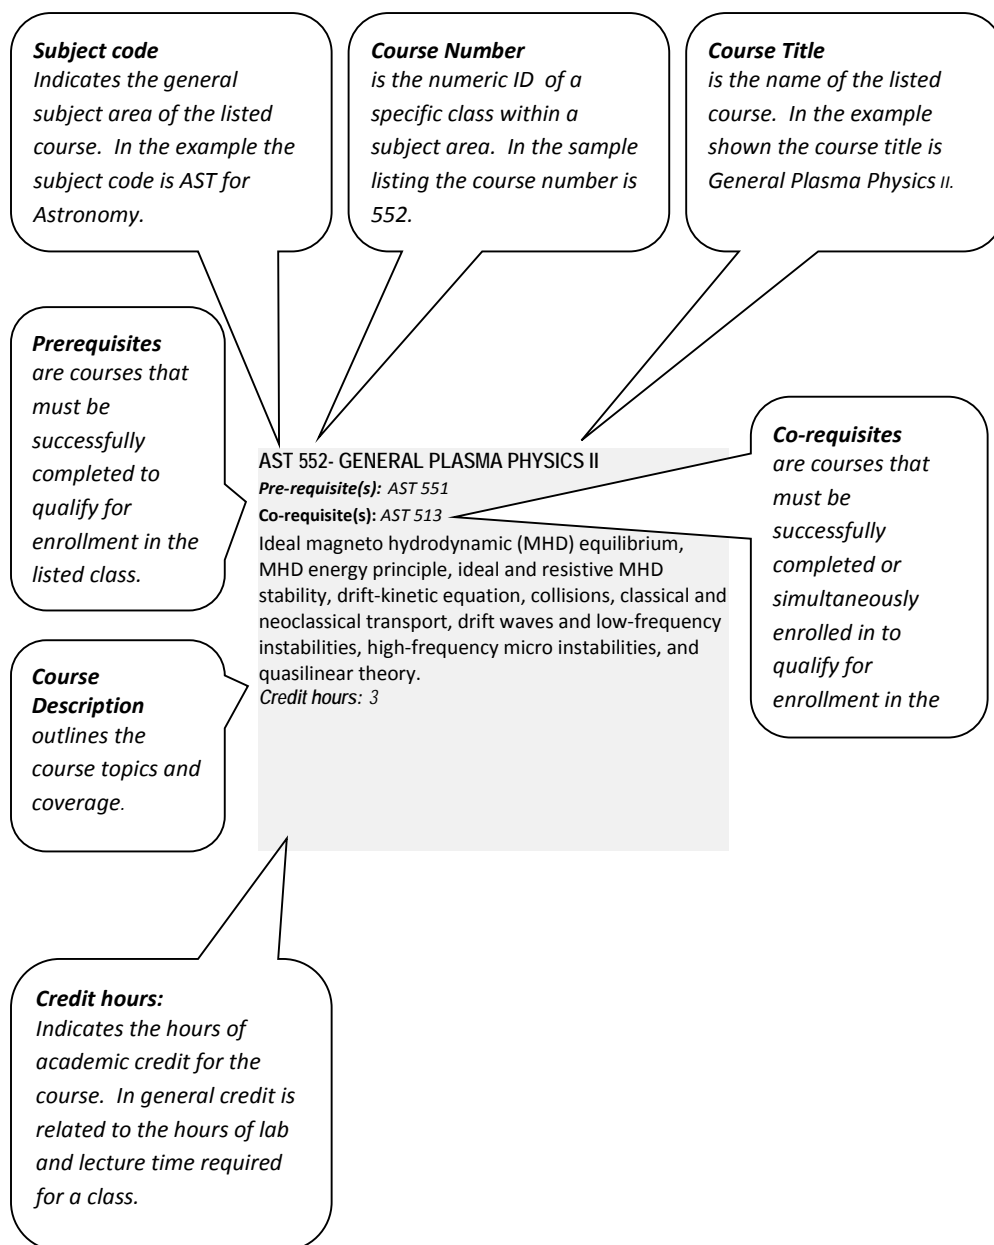 Subject code
Indicates the general
subject area of the listed
course.  In the example the
subject code is AST for
Astronomy.
Course Number
is the numeric ID  of a
specific class within a
subject area.  In the sample
listing the course number is
552.
Course Title
is the name of the listed
course.  In the example
shown the course title is
General Plasma Physics II.
Prerequisites
are courses that
must be
successfully
completed to
qualify for
enrollment in the
listed class.
AST 552- GENERAL PLASMA PHYSICS II
Pre-requisite(s): AST 551
Co-requisite(s): AST 513
Ideal magneto hydrodynamic (MHD) equilibrium,
MHD energy principle, ideal and resistive MHD
stability, drift-kinetic equation, collisions, classical and
neoclassical transport, drift waves and low-frequency
instabilities, high-frequency micro instabilities, and
quasilinear theory.
Credit hours: 3
Co-requisites
are courses that
must be
successfully
completed or
simultaneously
enrolled in to
qualify for
enrollment in the
Course
Description
outlines the
course topics and
coverage.
Credit hours:
Indicates the hours of
academic credit for the
course.  In general credit is
related to the hours of lab
and lecture time required
for a class.